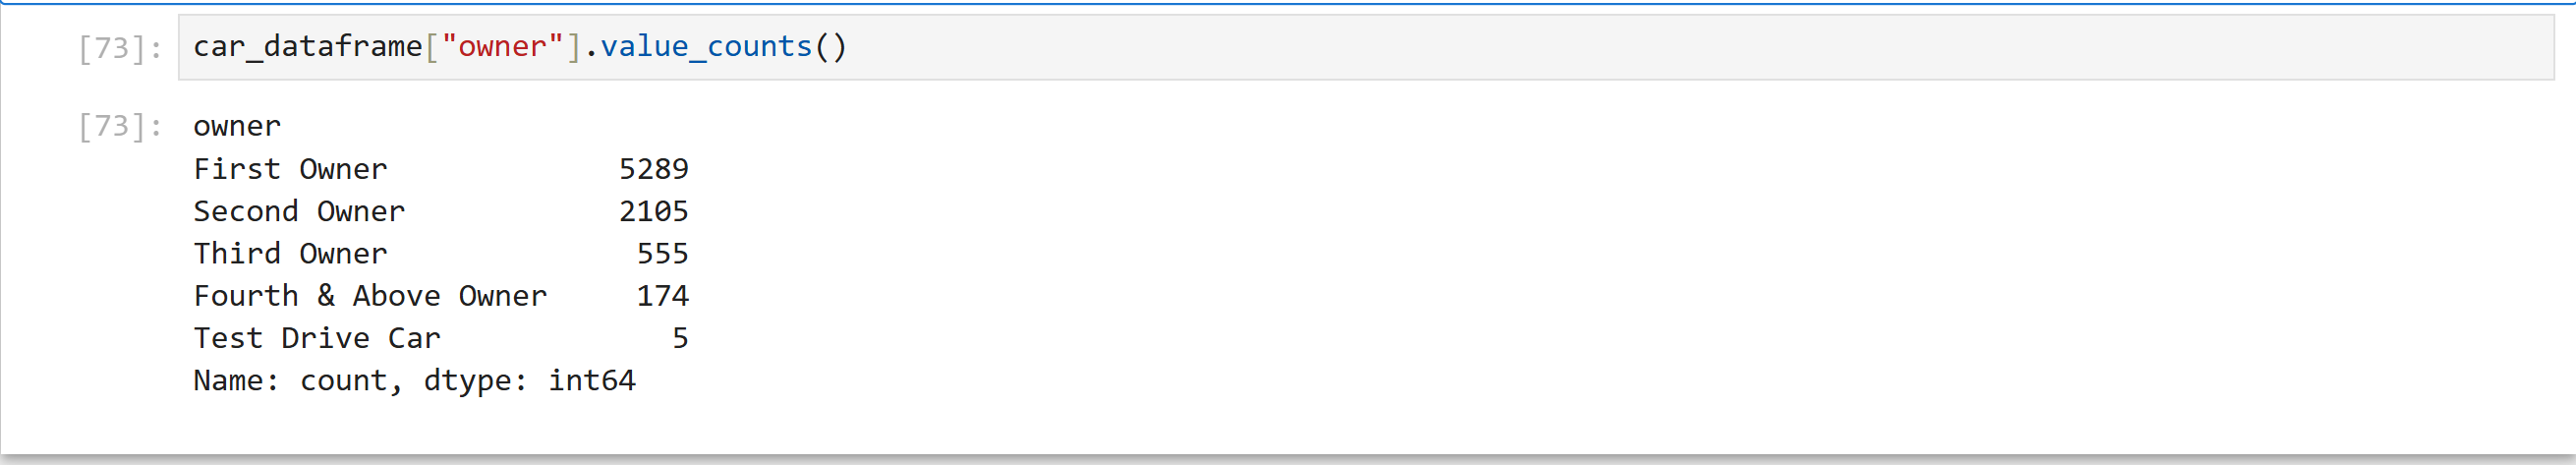 [73]: car_dataframe["owner"].value_counts()
[73]: owner
First Owner             5289
Second Owner            2105
Third Owner              555
Fourth & Above Owner     174
Test Drive Car             5
Name: count, dtype: int64